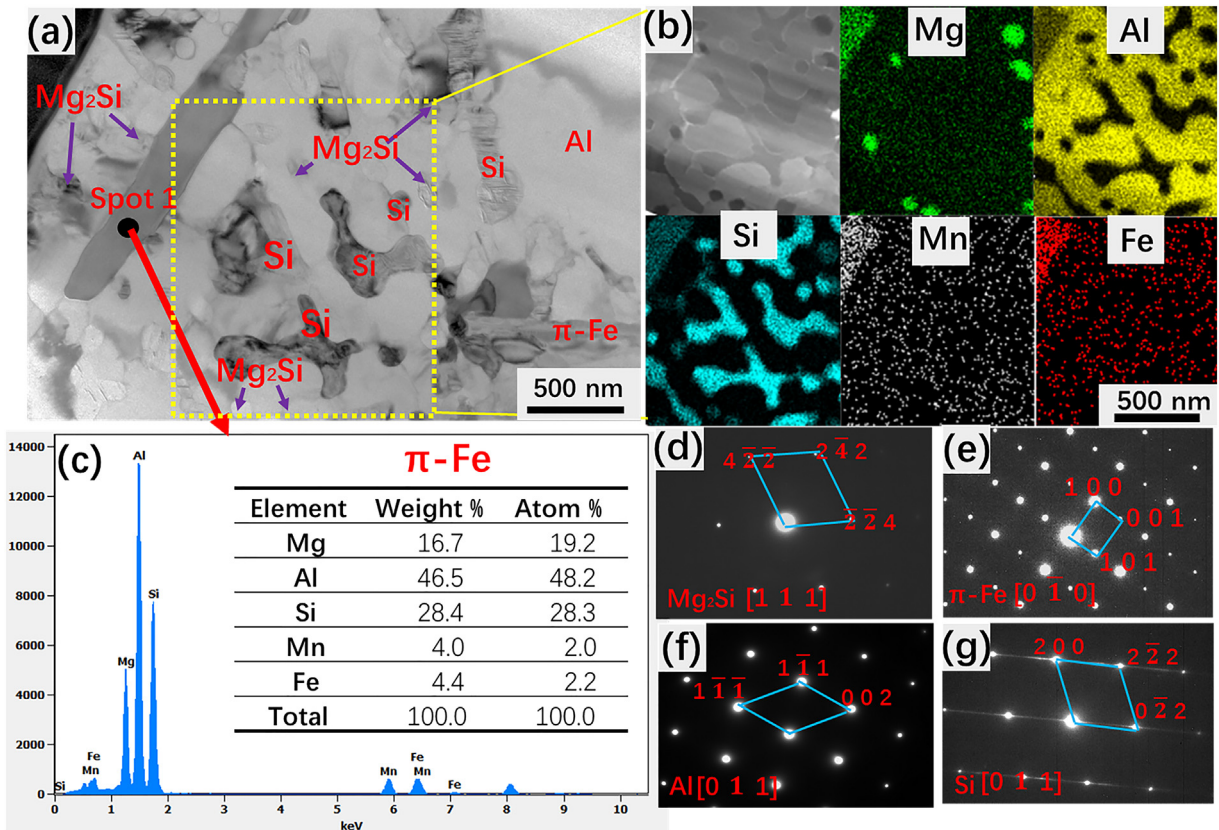 (a)
Mg₂Si
Mg₂Si
Al
Si
Spot 1
Si
Si
Si
Si
π-Fe
Mg₂Si
500 nm
(b)
Mg
Al
Si
Mn
Fe
500 nm
(c)
π-Fe
Element Weight % Atom %
Mg 16.7 19.2
Al 46.5 48.2
Si 28.4 28.3
Mn 4.0 2.0
Fe 4.4 2.2
Total 100.0 100.0
14000
12000
10000
8000
6000
4000
2000
0
Al
Si
Mg
Fe
Mn
Si
Mn
Fe
Mn
Fe
0 1 2 3 4 5 6 7 8 9 10
keV
(d)
4 2̄ 2̄
2 4̄ 2
2̄ 2̄ 4
Mg₂Si [1 1 1]
(e)
1 0 0
0 0 1
1 0 1
π-Fe [0 1̄ 0]
(f)
1 1̄ 1
1 1̄ 1̄
0 0 2
Al [0 1 1]
(g)
2 0 0
2 2̄ 2
0 2̄ 2
Si [0 1 1]